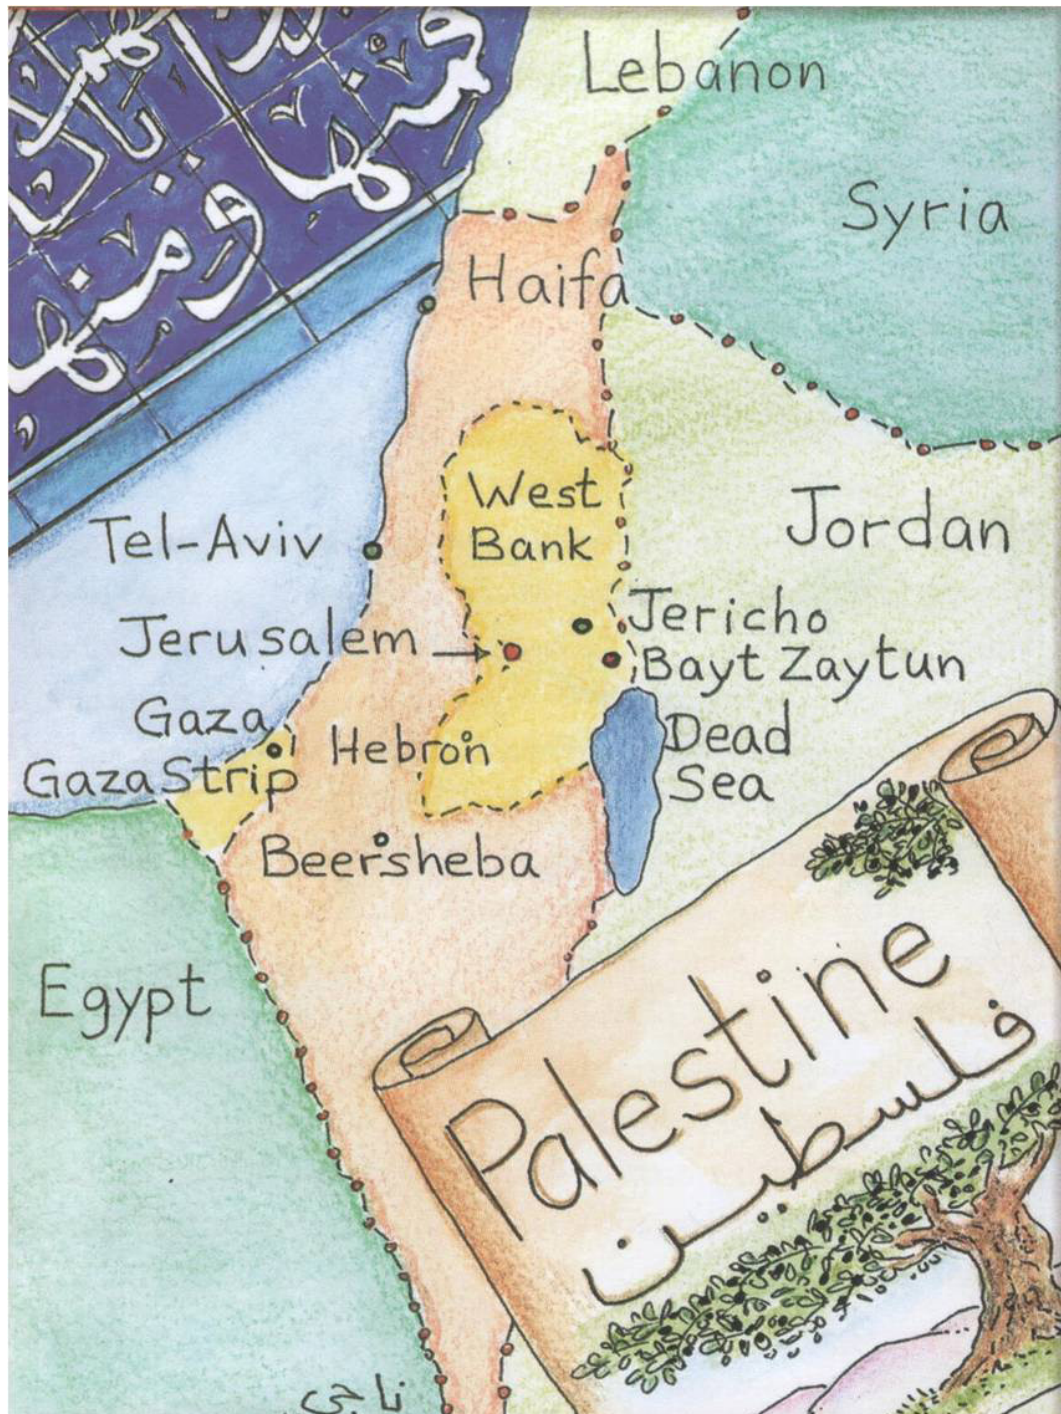 Lebanon
Syria
Haifa
West
Bank
Jordan
Tel-Aviv
Jericho
Jerusalem
Bayt Zaytun
Gaza
Dead
Sea
Hebron
Gaza Strip
Beersheba
Egypt
Palestine
فلسطين
ناجي